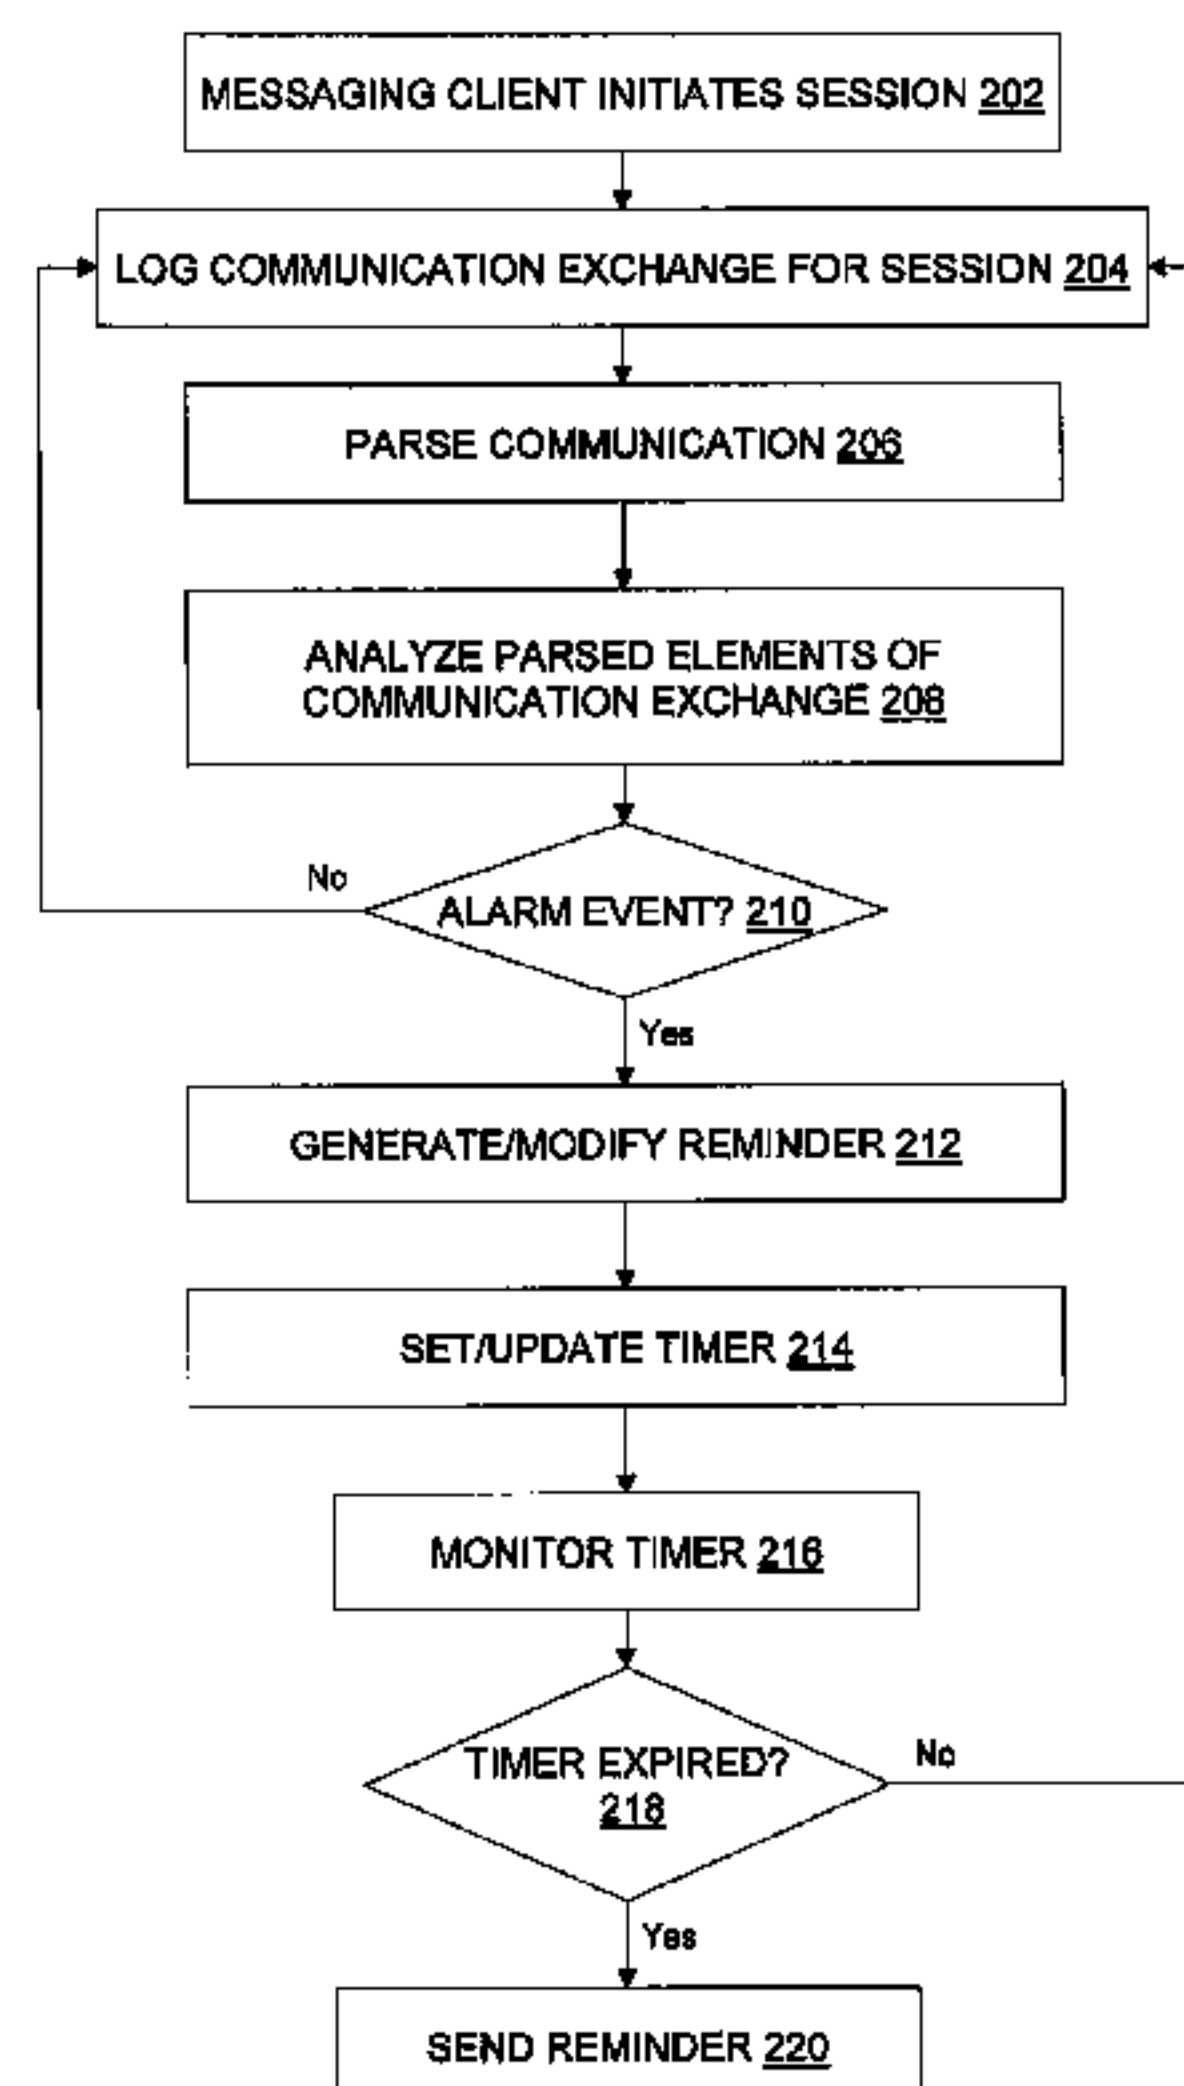 MESSAGING CLIENT INITIATES SESSION 202
LOG COMMUNICATION EXCHANGE FOR SESSION 204
PARSE COMMUNICATION 206
ANALYZE PARSED ELEMENTS OF
COMMUNICATION EXCHANGE 208
No
ALARM EVENT? 210
Yes
GENERATE/MODIFY REMINDER 212
SET/UPDATE TIMER 214
MONITOR TIMER 216
TIMER EXPIRED?
218
No
Yes
SEND REMINDER 220